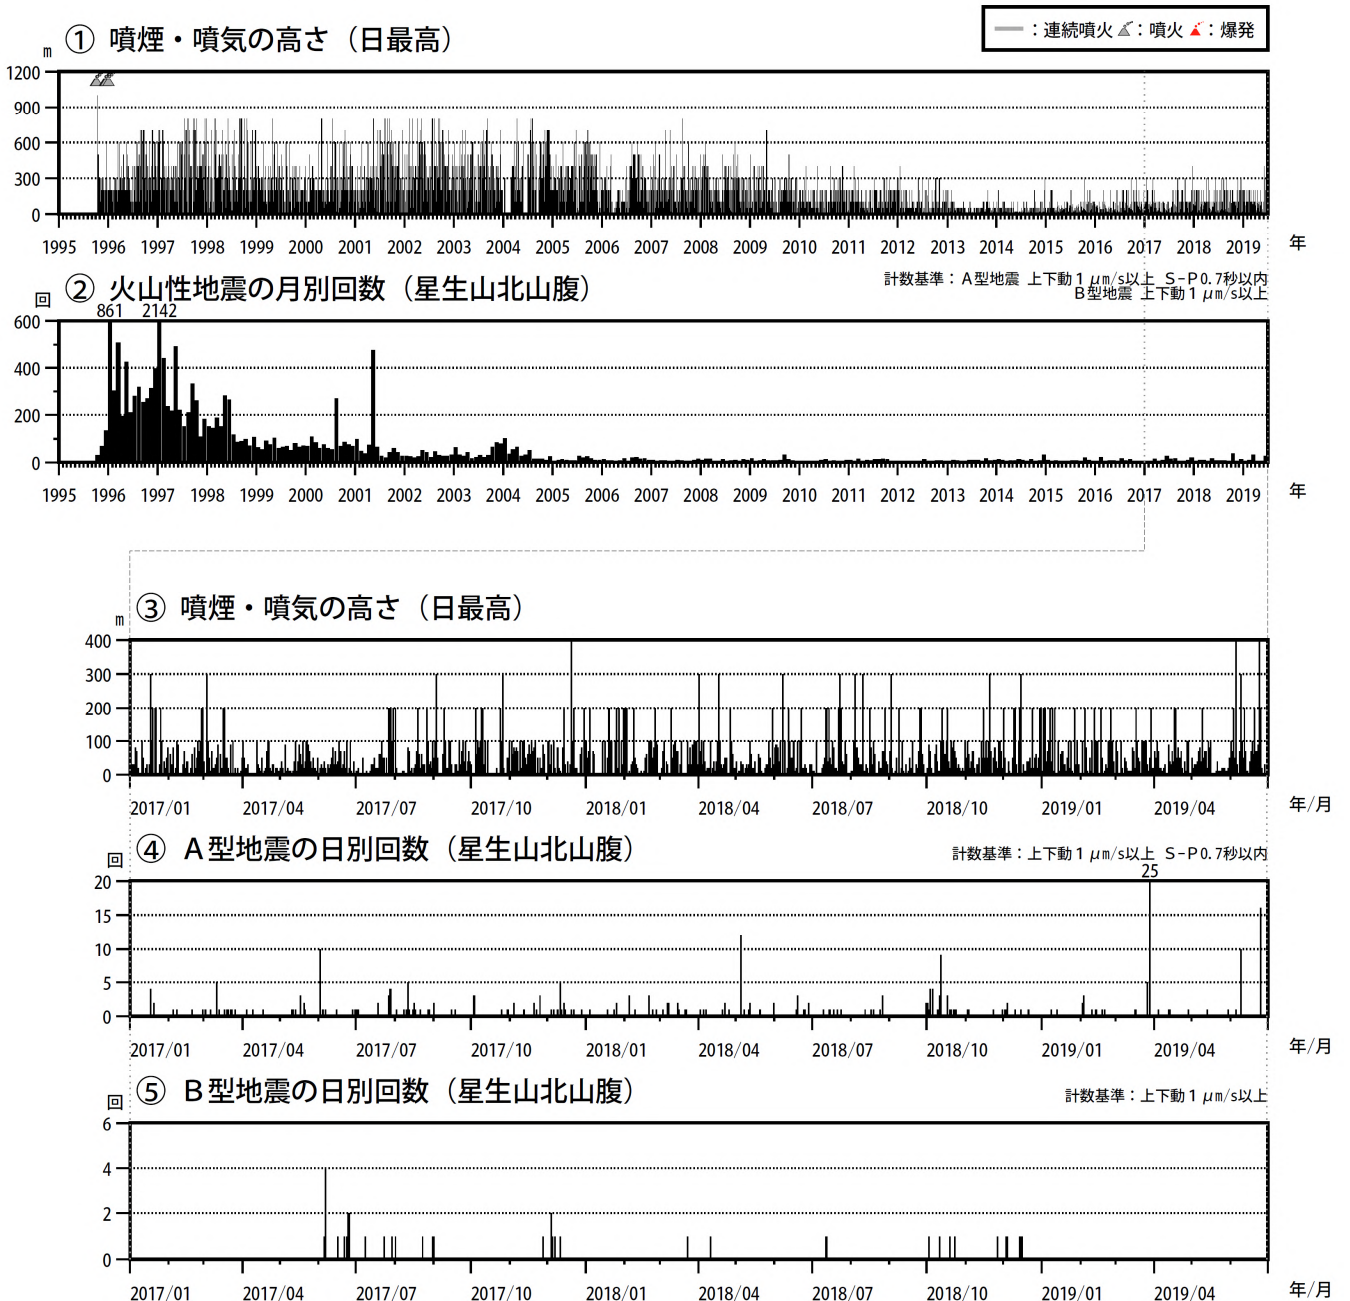 ① 噴煙・噴気の高さ（日最高）
m
：連続噴火 ：噴火 ：爆発
1200
900
600
300
0
1995 1996 1997 1998 1999 2000 2001 2002 2003 2004 2005 2006 2007 2008 2009 2010 2011 2012 2013 2014 2015 2016 2017 2018 2019 年
② 火山性地震の月別回数（星生山北山腹）
回
計数基準：Ａ型地震 上下動１μm/s以上 Ｓ−Ｐ0.7秒以内
Ｂ型地震 上下動１μm/s以上
861 2142
600
400
200
0
1995 1996 1997 1998 1999 2000 2001 2002 2003 2004 2005 2006 2007 2008 2009 2010 2011 2012 2013 2014 2015 2016 2017 2018 2019 年
③ 噴煙・噴気の高さ（日最高）
m
400
300
200
100
0
2017/01 2017/04 2017/07 2017/10 2018/01 2018/04 2018/07 2018/10 2019/01 2019/04 年/月
④ Ａ型地震の日別回数（星生山北山腹）
回
計数基準：上下動１μm/s以上 Ｓ−Ｐ0.7秒以内
25
20
15
10
5
0
2017/01 2017/04 2017/07 2017/10 2018/01 2018/04 2018/07 2018/10 2019/01 2019/04 年/月
⑤ Ｂ型地震の日別回数（星生山北山腹）
回
計数基準：上下動１μm/s以上
6
4
2
0
2017/01 2017/04 2017/07 2017/10 2018/01 2018/04 2018/07 2018/10 2019/01 2019/04 年/月